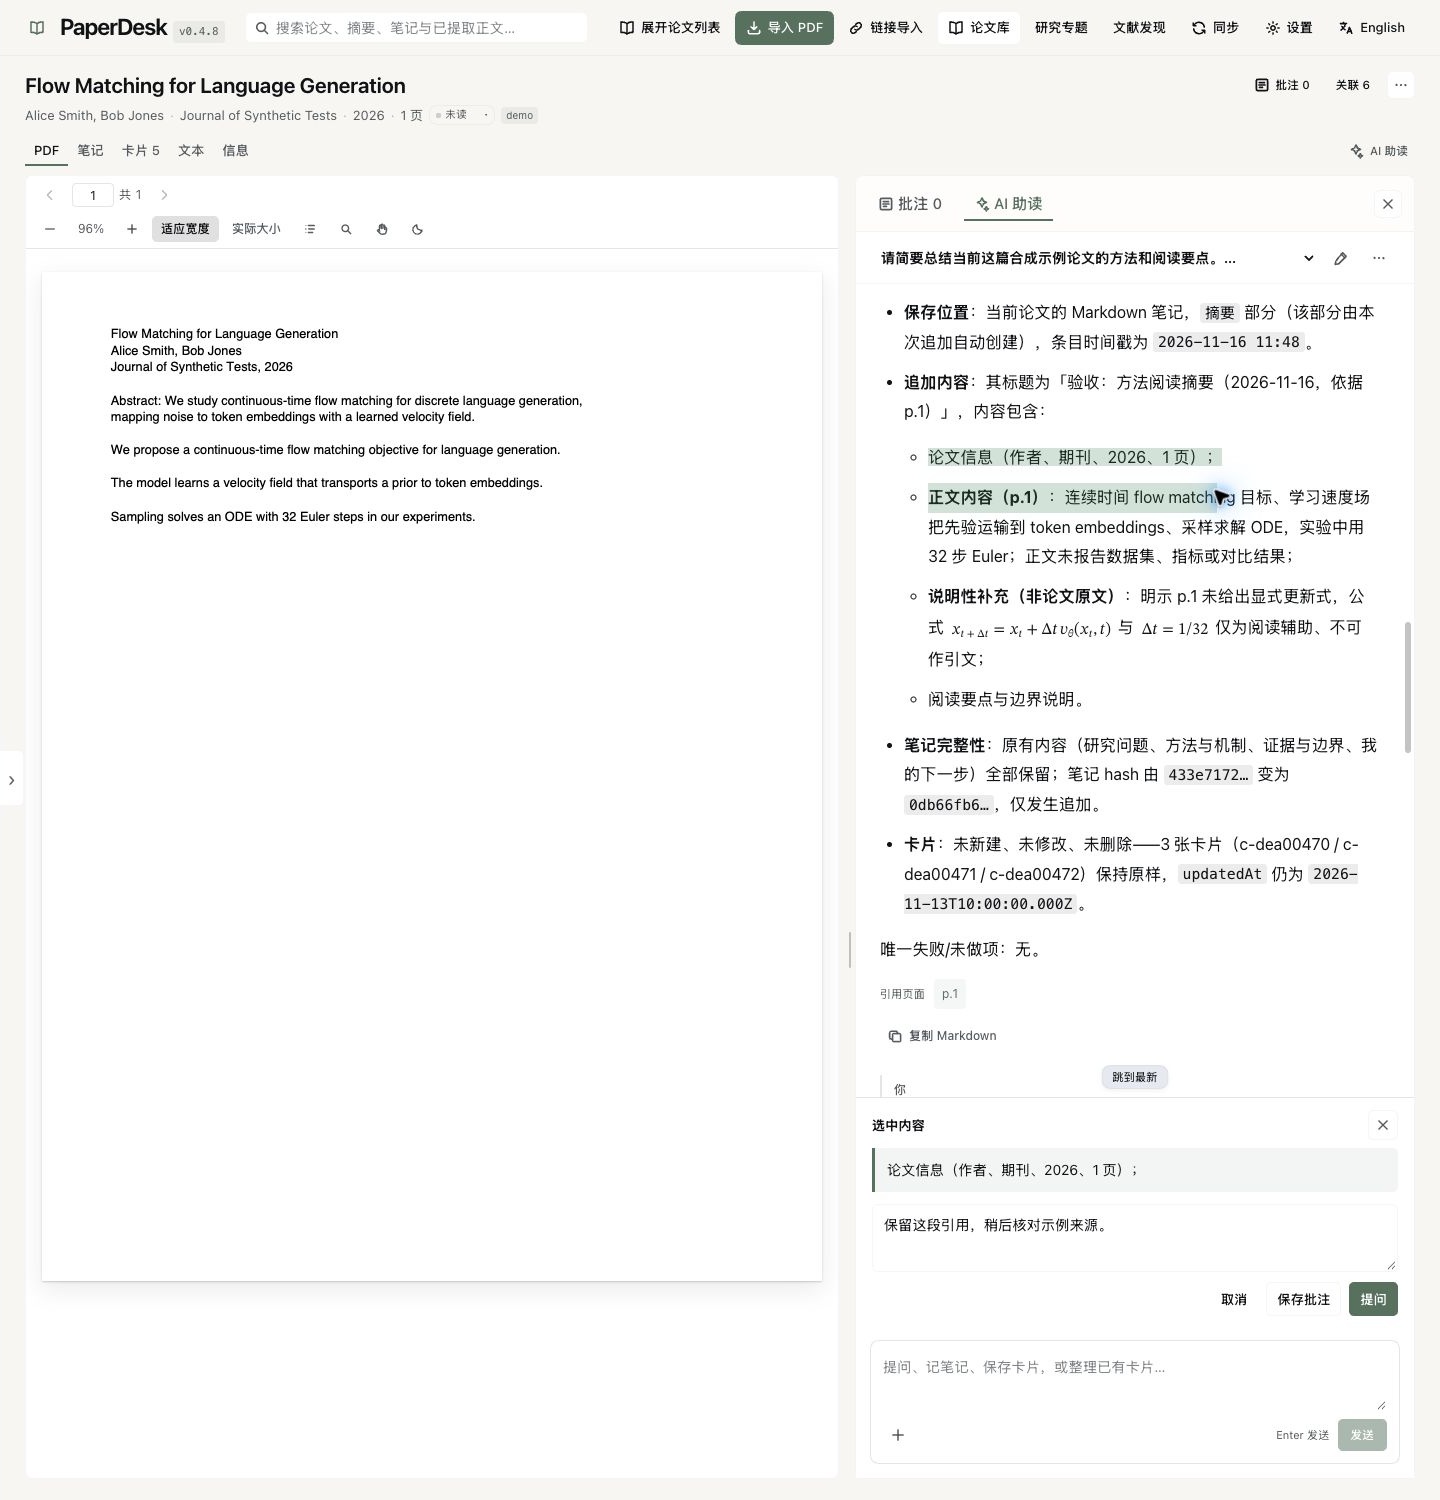 PaperDesk v0.4.8 搜索论文、摘要、笔记与已提取正文... 展开论文列表 导入 PDF 链接导入 论文库 研究专题 文献发现 同步 设置 English
Flow Matching for Language Generation
批注 0 关联 6 ...
Alice Smith, Bob Jones · Journal of Synthetic Tests · 2026 · 1 页 未读 demo
PDF 笔记 卡片 5 文本 信息
AI 助读
1 共 1
96% 适应宽度 实际大小
Flow Matching for Language Generation
Alice Smith, Bob Jones
Journal of Synthetic Tests, 2026
Abstract: We study continuous-time flow matching for discrete language generation,
mapping noise to token embeddings with a learned velocity field.
We propose a continuous-time flow matching objective for language generation.
The model learns a velocity field that transports a prior to token embeddings.
Sampling solves an ODE with 32 Euler steps in our experiments.
批注 0 AI 助读
请简要总结当前这篇合成示例论文的方法和阅读要点。...
保存位置：当前论文的 Markdown 笔记，摘要 部分（该部分由本
次追加自动创建），条目时间戳为 2026-11-16 11:48。
追加内容：其标题为「验收：方法阅读摘要（2026-11-16，依据
p.1）」，内容包含：
论文信息（作者、期刊、2026、1 页）；
正文内容（p.1）：连续时间 flow matching 目标、学习速度场
把先验运输到 token embeddings、采样求解 ODE，实验中用
32 步 Euler；正文未报告数据集、指标或对比结果；
说明性补充（非论文原文）：明示 p.1 未给出显式更新式，公
式 xₜ₊Δₜ = xₜ + Δt υθ(xₜ, t) 与 Δt = 1/32 仅为阅读辅助、不可
作引文；
阅读要点与边界说明。
笔记完整性：原有内容（研究问题、方法与机制、证据与边界、我
的下一步）全部保留；笔记 hash 由 433e7172… 变为
0db66fb6…，仅发生追加。
卡片：未新建、未修改、未删除——3 张卡片（c-dea00470 / c-
dea00471 / c-dea00472）保持原样，updatedAt 仍为 2026-
11-13T10:00:00.000Z。
唯一失败/未做项：无。
引用页面 p.1
复制 Markdown
跳到最新
你
选中内容
论文信息（作者、期刊、2026、1 页）；
保留这段引用，稍后核对示例来源。
取消 保存批注 提问
提问、记笔记、保存卡片，或整理已有卡片...
Enter 发送 发送